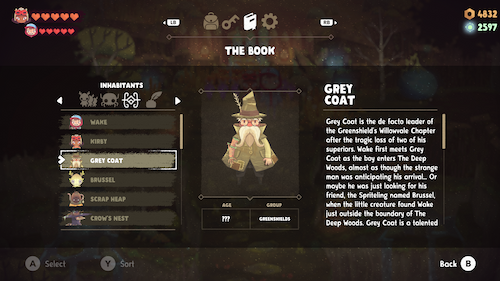 LB
RB
4832
2597
THE BOOK
INHABITANTS
WAKE
KIRBT
GREY COAT
BRUSSEL
SCRAP HEAP
CROW'S NEST
AGE
GROUP
???
GREENSHIELDS
GREY
COAT
Grey Coat is the de facto leader of
the Greenshield's Willowvale Chapter
after the tragic loss of two of his
superiors. Wake first meets Grey
Coat as the boy enters The Deep
Woods, almost as though the strange
man was anticipating his arrival... Or
maybe he was just looking for his
friend, the Spriteling named Brussel,
when the little creature found Wake
just outside the boundary of The
Deep Woods. Grey Coat is a talented
A Select
Y Sort
Back B